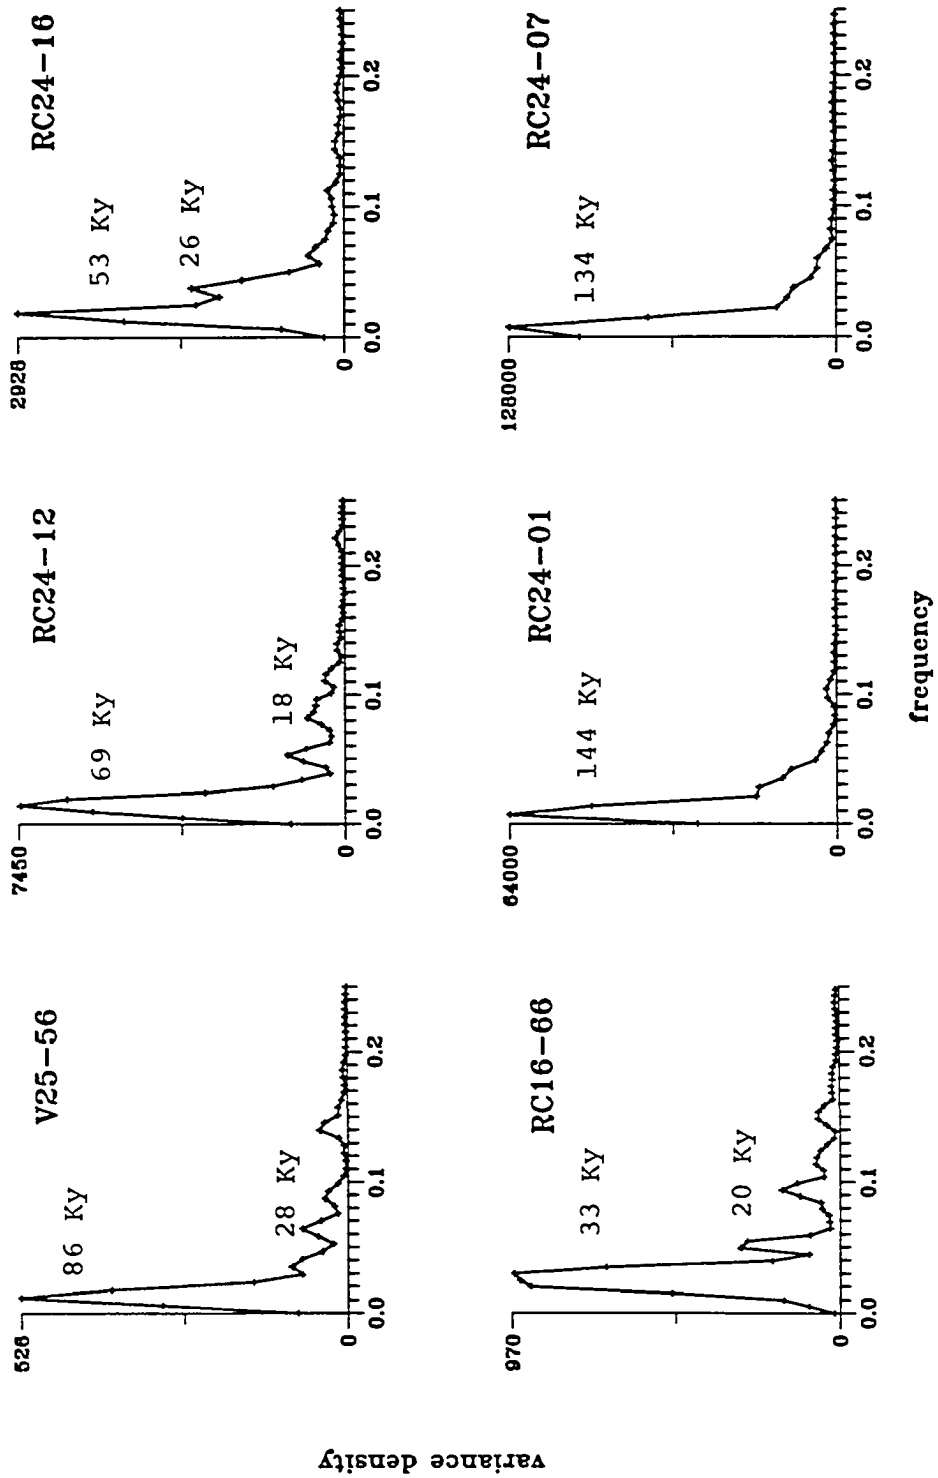 V25-56
526
0
86 Ky
28 Ky
0.0
0.1
0.2
RC24-12
7450
0
69 Ky
18 Ky
0.0
0.1
0.2
RC24-16
2928
0
53 Ky
26 Ky
0.0
0.1
0.2
RC16-66
970
0
33 Ky
20 Ky
0.0
0.1
0.2
RC24-01
64000
0
144 Ky
0.0
0.1
0.2
RC24-07
128000
0
134 Ky
0.0
0.1
0.2
variance density
frequency